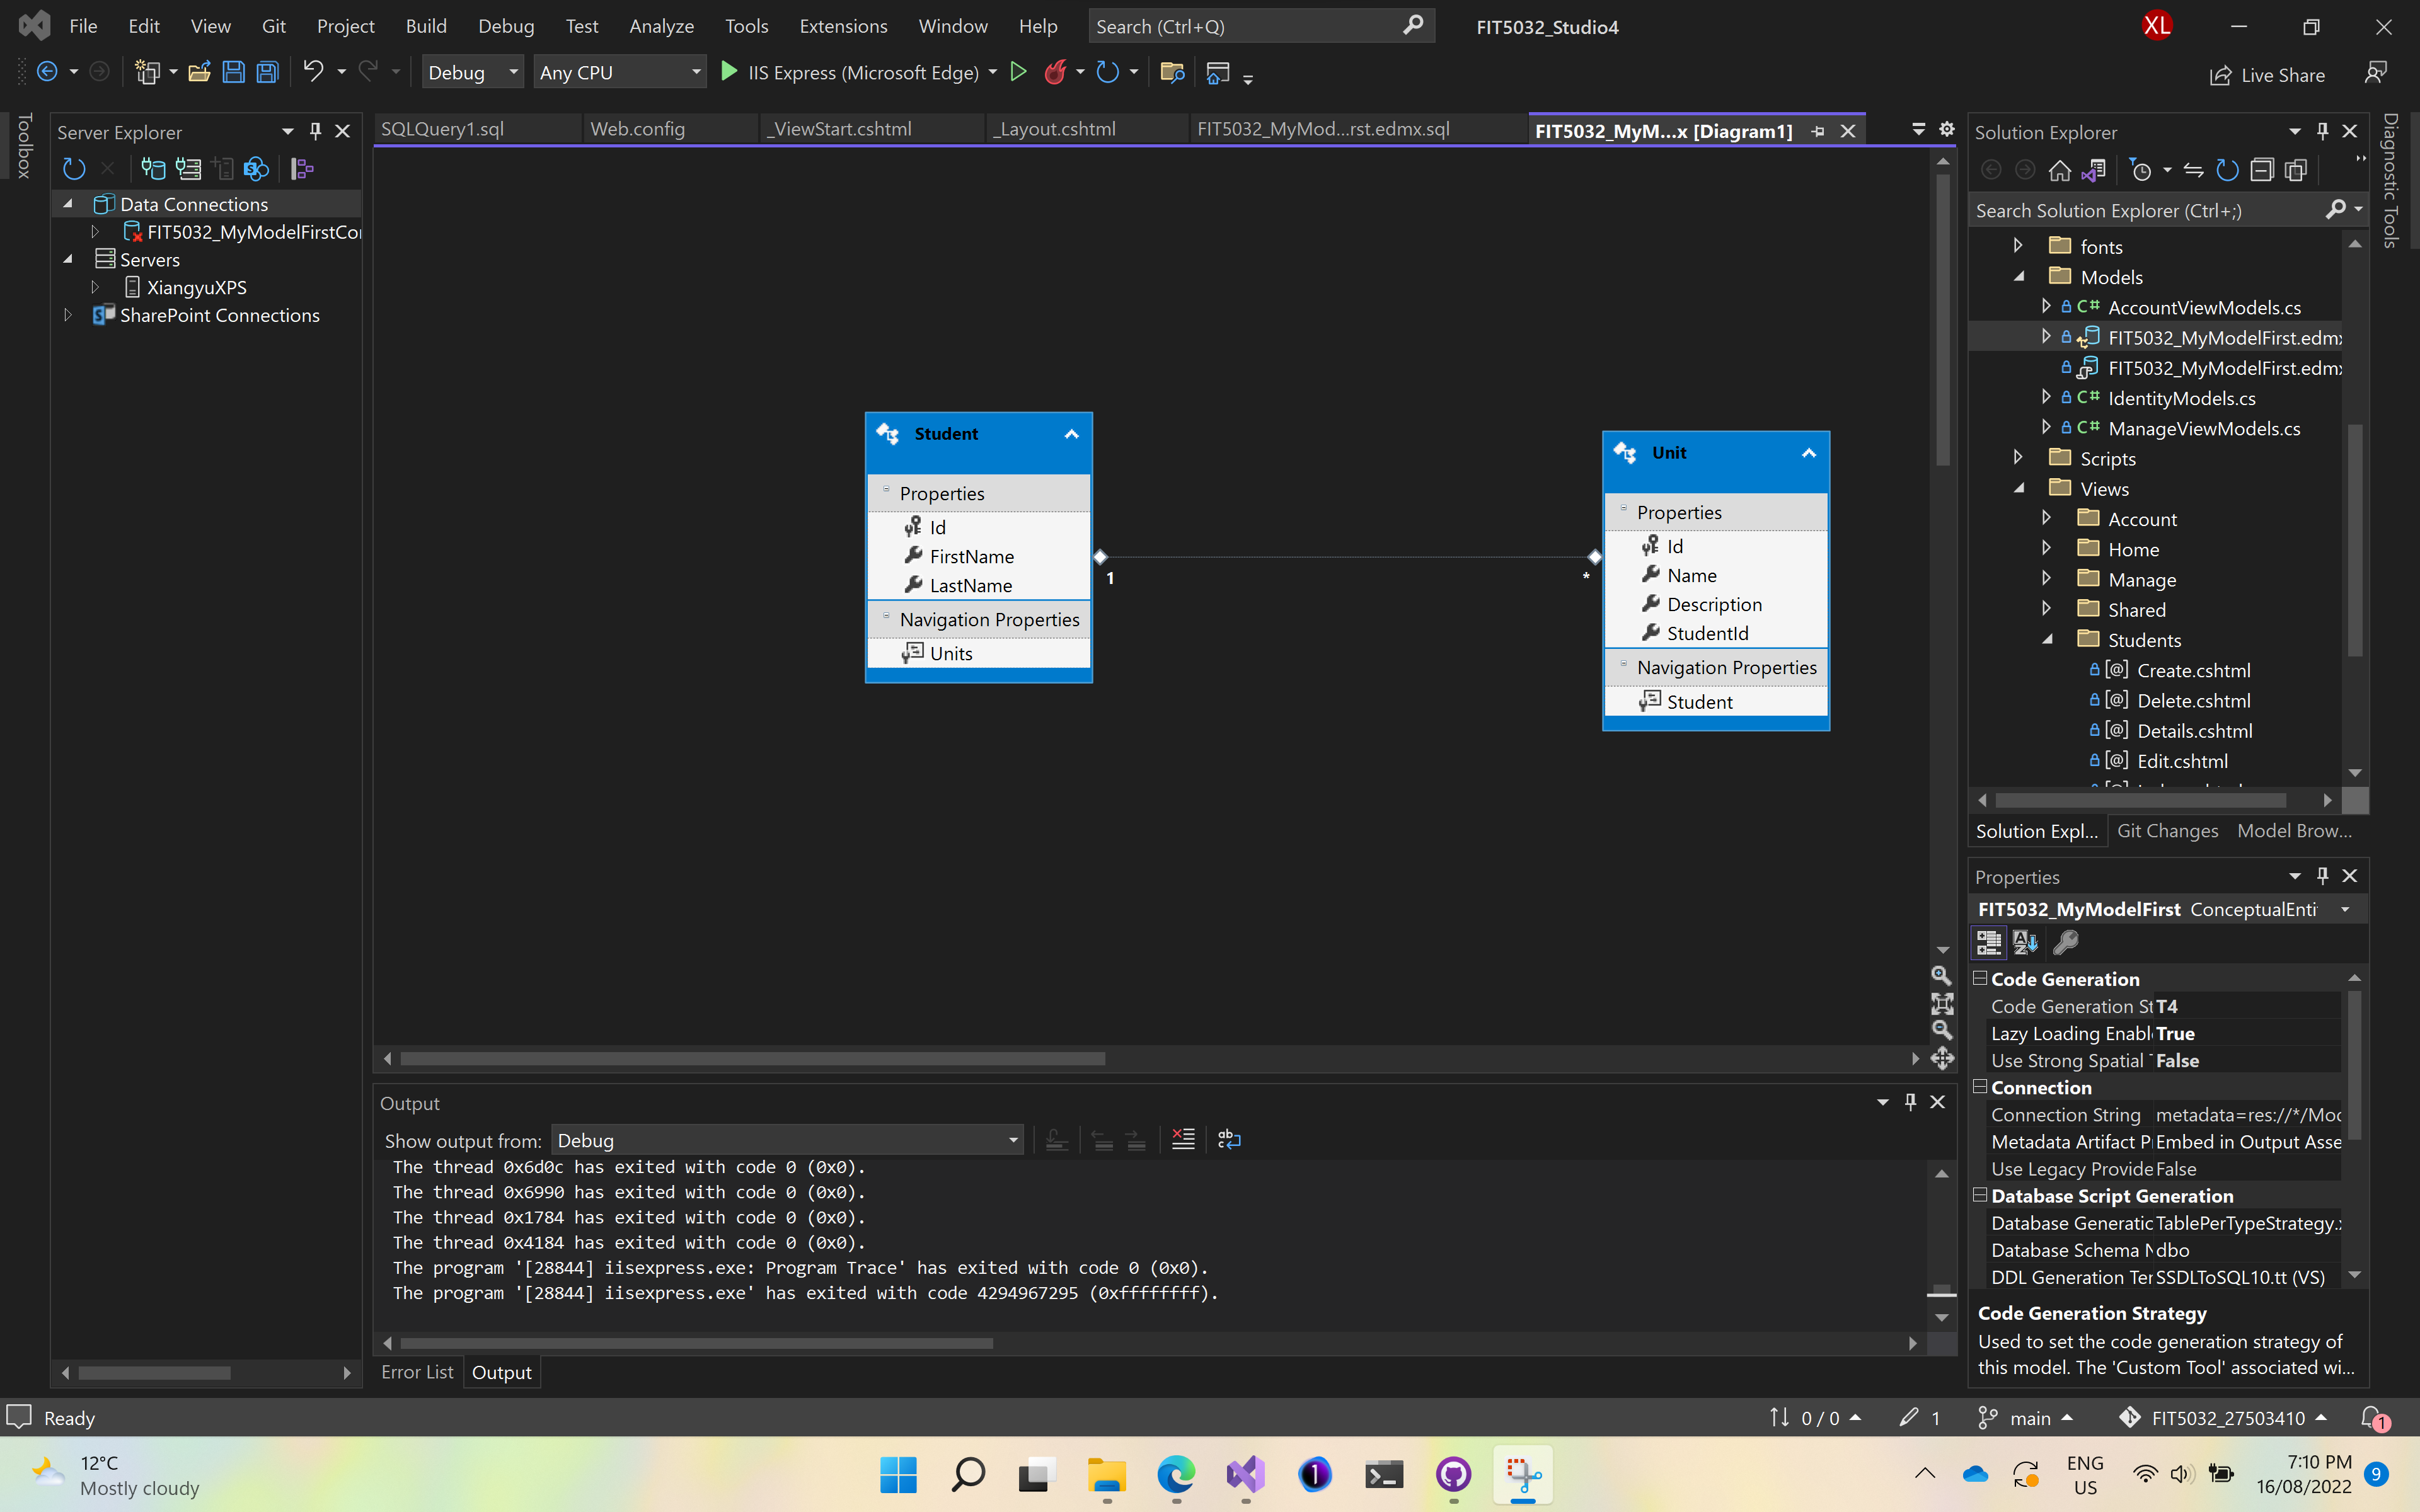 File Edit View Git Project Build Debug Test Analyze Tools Extensions Window Help Search (Ctrl+Q) FIT5032_Studio4 XL
Debug Any CPU IIS Express (Microsoft Edge) Live Share
Toolbox
Server Explorer
Data Connections
FIT5032_MyModelFirstCo
Servers
XiangyuXPS
SharePoint Connections
SQLQuery1.sql Web.config _ViewStart.cshtml _Layout.cshtml FIT5032_MyMod...rst.edmx.sql FIT5032_MyM...x [Diagram1]
Student
Properties
Id
FirstName
LastName
Navigation Properties
Units
1
*
Unit
Properties
Id
Name
Description
StudentId
Navigation Properties
Student
Output
Show output from: Debug
The thread 0x6d0c has exited with code 0 (0x0).
The thread 0x6990 has exited with code 0 (0x0).
The thread 0x1784 has exited with code 0 (0x0).
The thread 0x4184 has exited with code 0 (0x0).
The program '[28844] iisexpress.exe: Program Trace' has exited with code 0 (0x0).
The program '[28844] iisexpress.exe' has exited with code 4294967295 (0xffffffff).
Error List Output
Solution Explorer
Search Solution Explorer (Ctrl+;)
fonts
Models
C# AccountViewModels.cs
FIT5032_MyModelFirst.edmx
FIT5032_MyModelFirst.edmx
C# IdentityModels.cs
C# ManageViewModels.cs
Scripts
Views
Account
Home
Manage
Shared
Students
[@] Create.cshtml
[@] Delete.cshtml
[@] Details.cshtml
[@] Edit.cshtml
Solution Expl... Git Changes Model Brow...
Properties
FIT5032_MyModelFirst ConceptualEnti
Code Generation
Code Generation St T4
Lazy Loading Enabl True
Use Strong Spatial T False
Connection
Connection String metadata=res://*/Moc
Metadata Artifact P Embed in Output Asse
Use Legacy Provide False
Database Script Generation
Database Generatic TablePerTypeStrategy.x
Database Schema N dbo
DDL Generation Ter SSDLToSQL10.tt (VS)
Code Generation Strategy
Used to set the code generation strategy of
this model. The 'Custom Tool' associated wi...
Diagnostic Tools
Ready 0 / 0 1 main FIT5032_27503410 1
12°C
Mostly cloudy
ENG
US
7:10 PM
16/08/2022
9